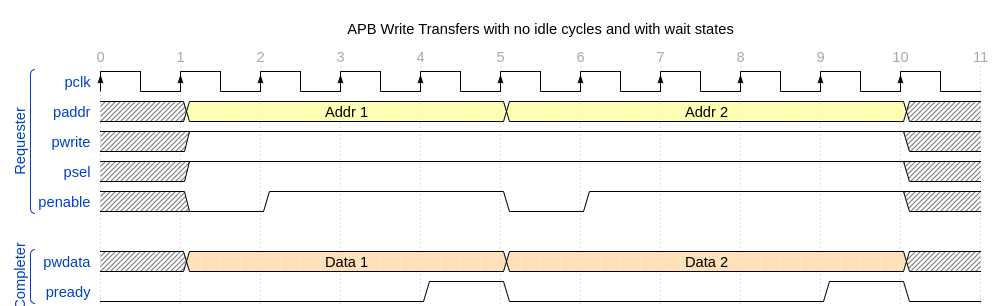 APB Write Transfers with no idle cycles and with wait states
0 1 2 3 4 5 6 7 8 9 10 11
Requester
pclk
paddr Addr 1 Addr 2
pwrite
psel
penable
Completer
pwdata Data 1 Data 2
pready